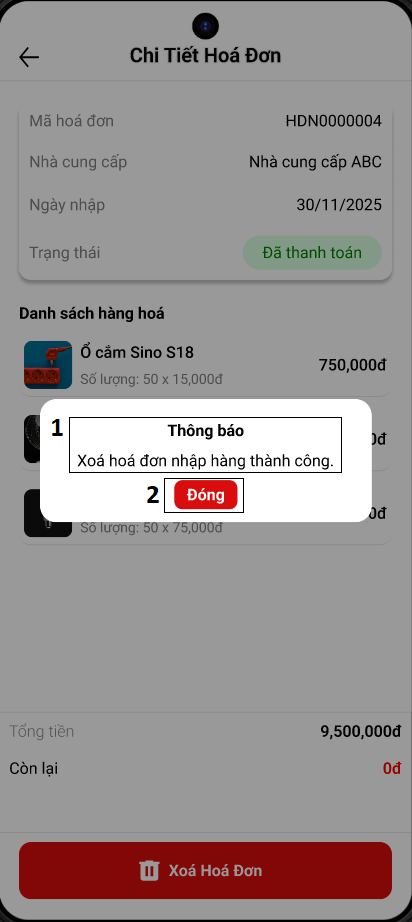 Chi Tiết Hoá Đơn
Mã hoá đơn HDN0000004
Nhà cung cấp Nhà cung cấp ABC
Ngày nhập 30/11/2025
Trạng thái Đã thanh toán
Danh sách hàng hoá
Ổ cắm Sino S18
750,000đ
Số lượng: 50 x 15,000đ
1
Thông báo
Xoá hoá đơn nhập hàng thành công.
2 Đóng
Số lượng: 50 x 75,000đ
Tổng tiền 9,500,000đ
Còn lại 0đ
Xoá Hoá Đơn